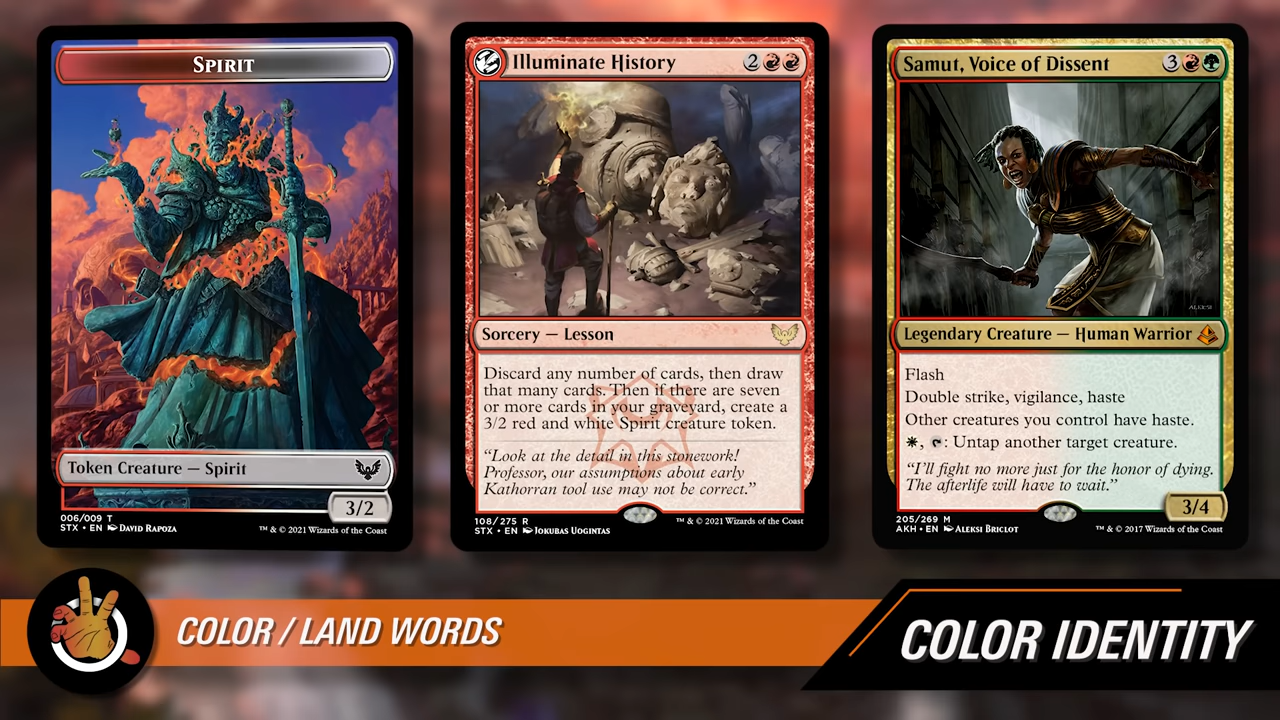 Spirit
Token Creature — Spirit
3/2
006/009 T
STX • EN David Rapoza
™ & © 2021 Wizards of the Coast
Illuminate History
2
Sorcery — Lesson
Discard any number of cards, then draw
that many cards. Then if there are seven
or more cards in your graveyard, create a
3/2 red and white Spirit creature token.
“Look at the detail in this stonework!
Professor, our assumptions about early
Kathorran tool use may not be correct.”
108/275 R
STX • EN Jokubas Uogintas
™ & © 2021 Wizards of the Coast
Samut, Voice of Dissent
3
Legendary Creature — Human Warrior
Flash
Double strike, vigilance, haste
Other creatures you control have haste.
, : Untap another target creature.
“I’ll fight no more just for the honor of dying.
The afterlife will have to wait.”
3/4
205/269 M
AKH • EN Aleksi Briclot
™ & © 2017 Wizards of the Coast
COLOR / LAND WORDS
COLOR IDENTITY